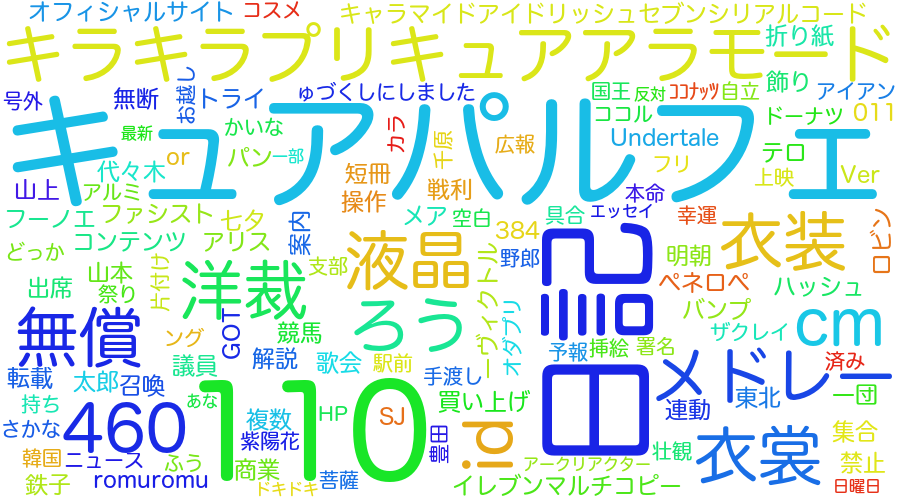 オフィシャルサイト コスメ キャラマイドアイドリッシュセブンシリアルコード
キラキラプリキュアアラモード 折り紙
号外 無断 お越し トライ ゅづくしにしました 国王 反対 ココナッツ 自立 飾り アイアン
キュアパルフェ
最新 かいな カラ 千原 広報 ココル Undertale ドーナツ 011
代々木 or パン 一部 短冊 フリ テロ 上映 Ver
山上 アルミ 操作 戦利 本命
フーノエ ファシスト 七夕 案内 メア 空白 384 具合 エッセイ 幸運 衣装 ロビン
どっか コンテンツ アリス 支部 液晶 野郎 日記 明朝
出席 山本 祭り 片付け 洋裁 ーヴィクトル ペネロペ ハッシュ
無償 ング GOT 競馬 ろう オダプリ バンプ ザクレイ cm
転載 太郎 召喚 議員 解説 歌会 駅前 手渡し 予報 挿絵 署名 メドレー 済み
持ち あな 110 複数 HP SJ 買い上げ 連動 東北 一団
さかな 460 紫陽花 豊田 id 衣裳 集合
韓国 ニュース ふう 商業 菩薩 アークリアクター 壮観 禁止
鉄子 romuromu ドキドキ イレブンマルチコピー 日曜日